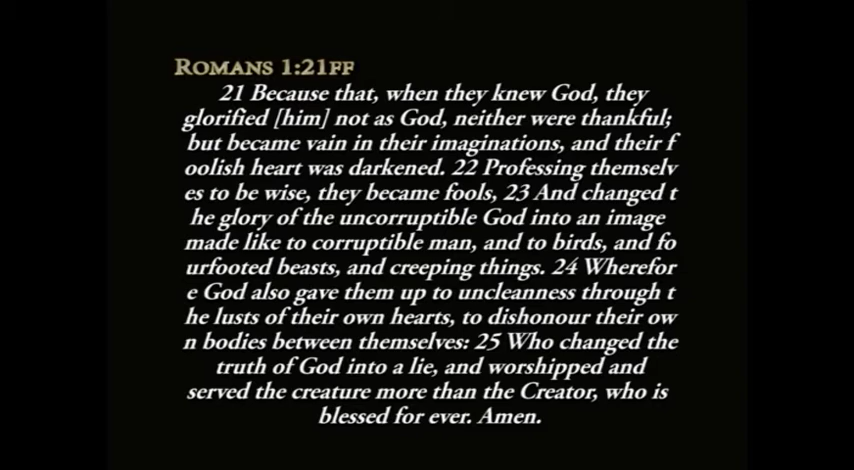 ROMANS 1:21FF
21 Because that, when they knew God, they
glorified [him] not as God, neither were thankful;
but became vain in their imaginations, and their f
oolish heart was darkened. 22 Professing themselv
es to be wise, they became fools, 23 And changed t
he glory of the uncorruptible God into an image
made like to corruptible man, and to birds, and fo
urfooted beasts, and creeping things. 24 Wherefor
e God also gave them up to uncleanness through t
he lusts of their own hearts, to dishonour their ow
n bodies between themselves: 25 Who changed the
truth of God into a lie, and worshipped and
served the creature more than the Creator, who is
blessed for ever. Amen.